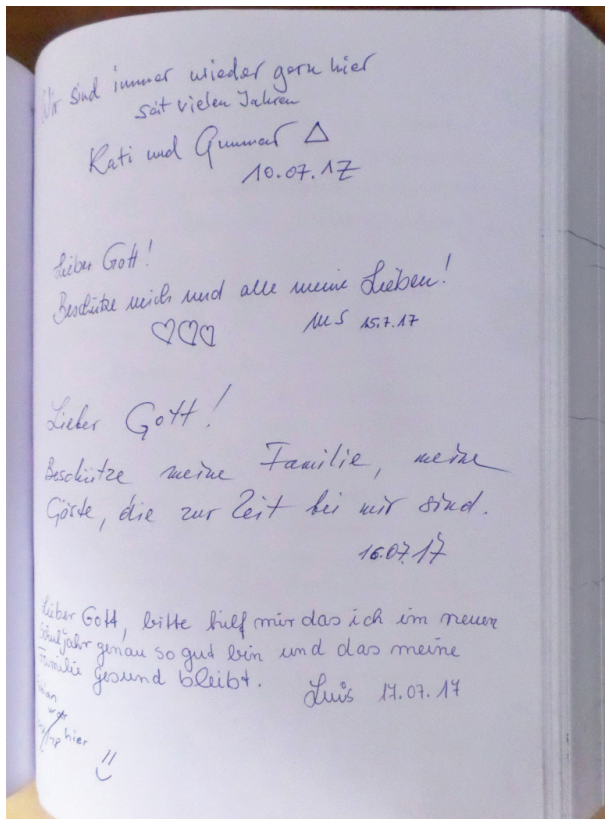 Wir sind immer wieder gern hier
seit vielen Jahren
Kati und Gunnar △
10.07.17
Lieber Gott!
Beschütze mich und alle meine Lieben!
♡♡♡ MS 15.7.17
Lieber Gott!
Beschütze meine Familie, meine
Gäste, die zur Zeit bei mir sind.
16.07.17
Lieber Gott, bitte hilf mir das ich im neuen
Schuljahr genau so gut bin und das meine
Familie gesund bleibt. Luis 17.07.17
war
hier